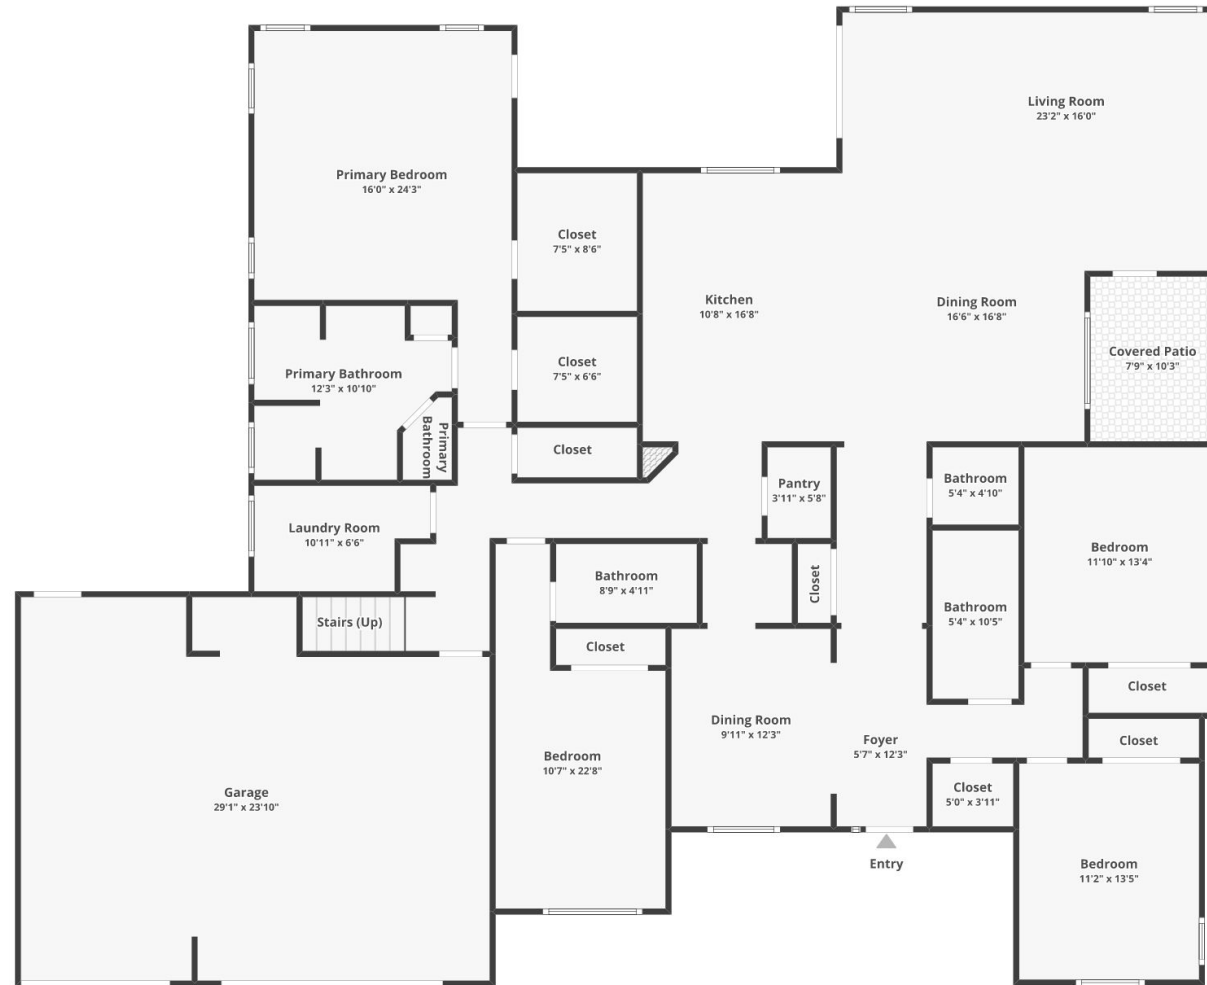 Living Room
23'2" x 16'0"
Primary Bedroom
16'0" x 24'3"
Closet
7'5" x 8'6"
Kitchen
10'8" x 16'8"
Dining Room
16'6" x 16'8"
Covered Patio
7'9" x 10'3"
Closet
7'5" x 6'6"
Primary Bathroom
12'3" x 10'10"
Primary
Bathroom
Closet
Pantry
3'11" x 5'8"
Bathroom
5'4" x 4'10"
Laundry Room
10'11" x 6'6"
Bedroom
11'10" x 13'4"
Bathroom
8'9" x 4'11"
Closet
Bathroom
5'4" x 10'5"
Stairs (Up)
Closet
Closet
Dining Room
9'11" x 12'3"
Foyer
5'7" x 12'3"
Closet
Bedroom
10'7" x 22'8"
Garage
29'1" x 23'10"
Closet
5'0" x 3'11"
Entry
Bedroom
11'2" x 13'5"